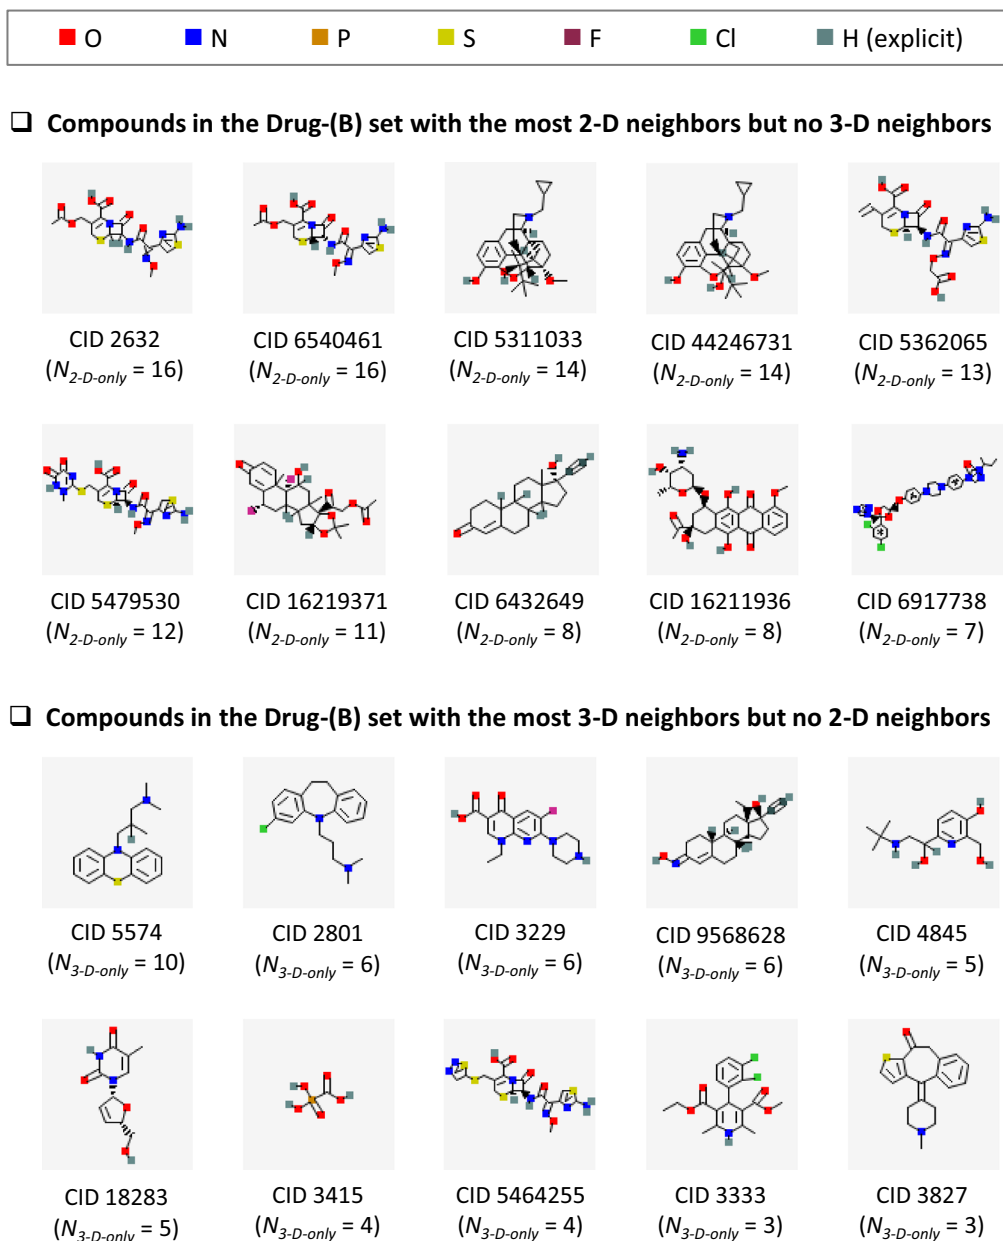 O N P S F Cl H (explicit)
Compounds in the Drug-(B) set with the most 2-D neighbors but no 3-D neighbors
CID 2632 CID 6540461 CID 5311033 CID 44246731 CID 5362065
(N2-D-only = 16) (N2-D-only = 16) (N2-D-only = 14) (N2-D-only = 14) (N2-D-only = 13)
CID 5479530 CID 16219371 CID 6432649 CID 16211936 CID 6917738
(N2-D-only = 12) (N2-D-only = 11) (N2-D-only = 8) (N2-D-only = 8) (N2-D-only = 7)
Compounds in the Drug-(B) set with the most 3-D neighbors but no 2-D neighbors
CID 5574 CID 2801 CID 3229 CID 9568628 CID 4845
(N3-D-only = 10) (N3-D-only = 6) (N3-D-only = 6) (N3-D-only = 6) (N3-D-only = 5)
CID 18283 CID 3415 CID 5464255 CID 3333 CID 3827
(N3-D-only = 5) (N3-D-only = 4) (N3-D-only = 4) (N3-D-only = 3) (N3-D-only = 3)